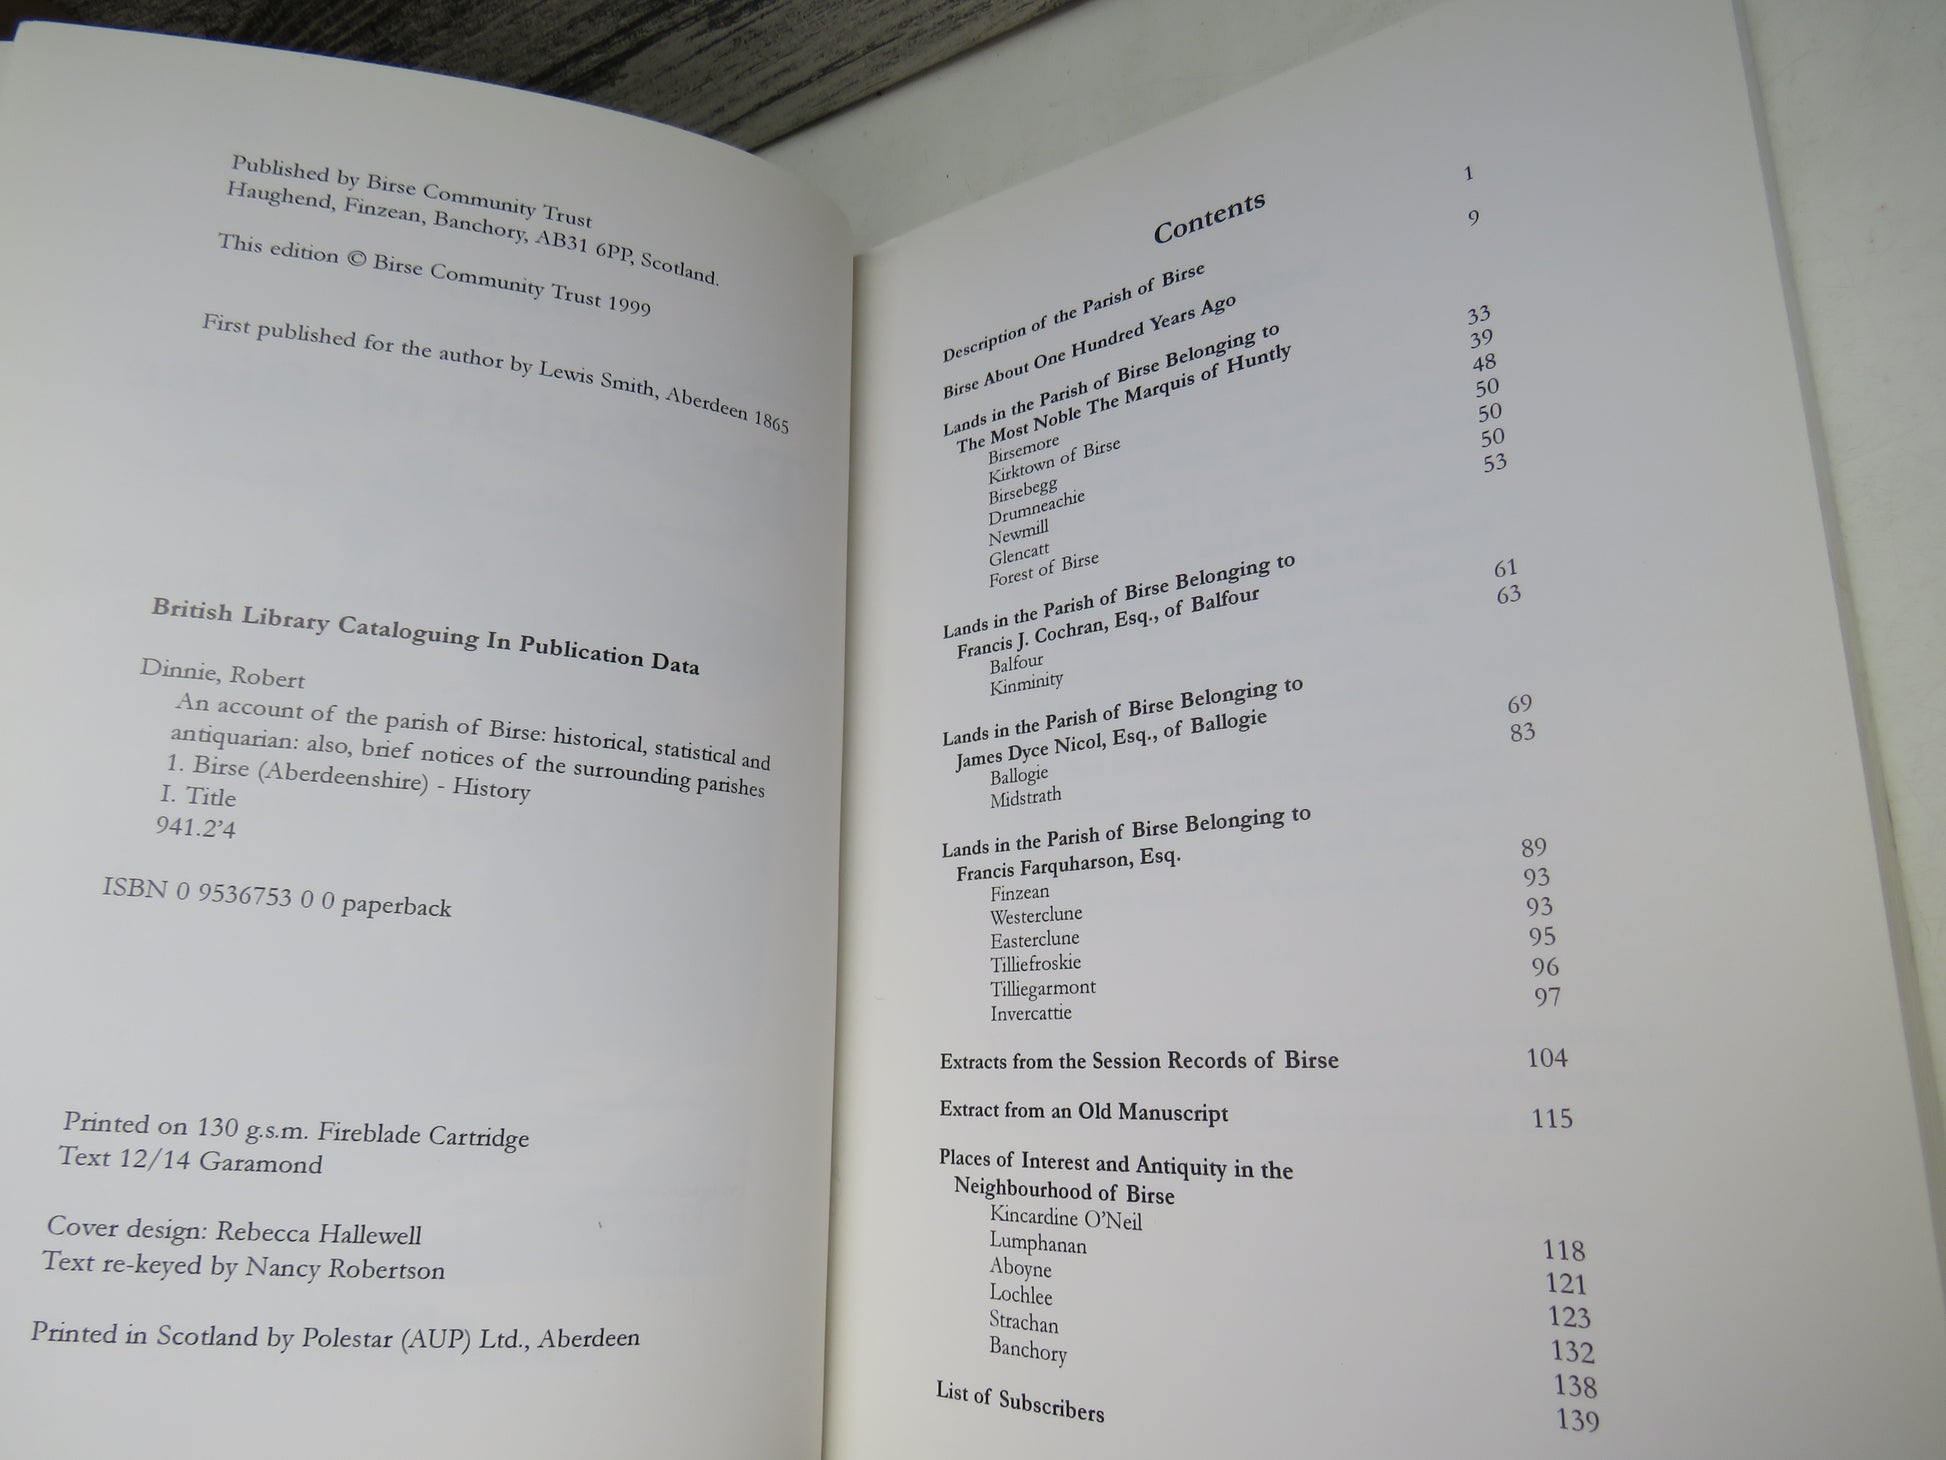 Published by Birse Community Trust
Haughend, Finzean, Banchory, AB31 6PP, Scotland.
This edition © Birse Community Trust 1999
First published for the author by Lewis Smith, Aberdeen 1865
British Library Cataloguing In Publication Data
Dinnie, Robert
An account of the parish of Birse: historical, statistical and
antiquarian: also, brief notices of the surrounding parishes
1. Birse (Aberdeenshire) - History
I. Title
941.2'4
ISBN 0 9536753 0 0 paperback
Printed on 130 g.s.m. Fireblade Cartridge
Text 12/14 Garamond
Cover design: Rebecca Hallewell
Text re-keyed by Nancy Robertson
Printed in Scotland by Polestar (AUP) Ltd., Aberdeen
Contents
Description of the Parish of Birse 1
Birse About One Hundred Years Ago 9
Lands in the Parish of Birse Belonging to
The Most Noble The Marquis of Huntly
Birsemore 33
Kirktown of Birse 39
Birsebegg 48
Drumneachie 50
Newmill 50
Glencatt 50
Forest of Birse 53
Lands in the Parish of Birse Belonging to
Francis J. Cochran, Esq., of Balfour
Balfour 61
Kinminity 63
Lands in the Parish of Birse Belonging to
James Dyce Nicol, Esq., of Ballogie
Ballogie 69
Midstrath 83
Lands in the Parish of Birse Belonging to
Francis Farquharson, Esq.
Finzean 89
Westerclune 93
Easterclune 93
Tilliefroskie 95
Tilliegarmont 96
Invercattie 97
Extracts from the Session Records of Birse 104
Extract from an Old Manuscript 115
Places of Interest and Antiquity in the
Neighbourhood of Birse
Kincardine O'Neil 118
Lumphanan 121
Aboyne 123
Lochlee 132
Strachan 138
Banchory 139
List of Subscribers